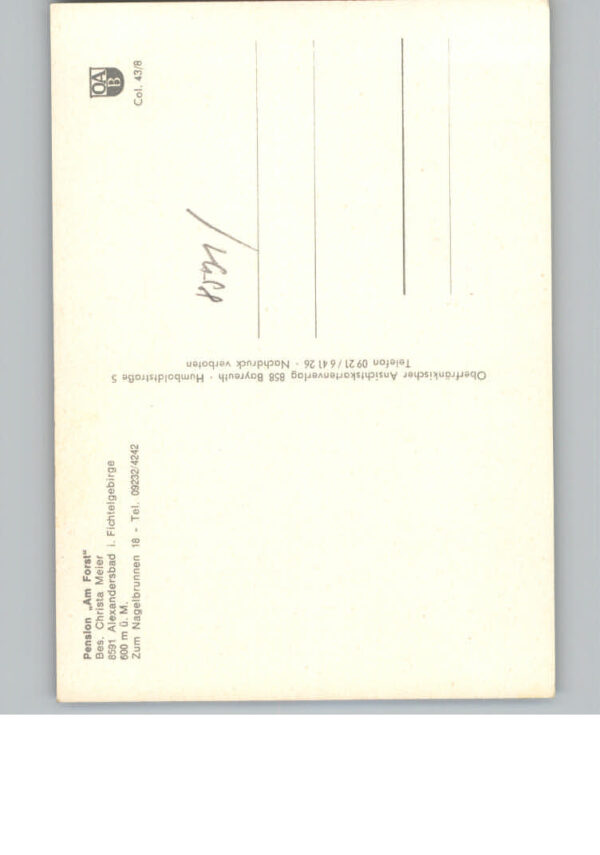 Pension „Am Forst"
Bes. Christa Meier
8591 Alexandersbad i. Fichtelgebirge
600 m ü. M.
Zum Nagelbrunnen 18 - Tel. 09232/4242
Oberfränkischer Ansichtskartenverlag 858 Bayreuth · Humboldtstraße 5
Telefon 09 21 / 6 41 26 · Nachdruck verboten
OA
B
Col. 43/8